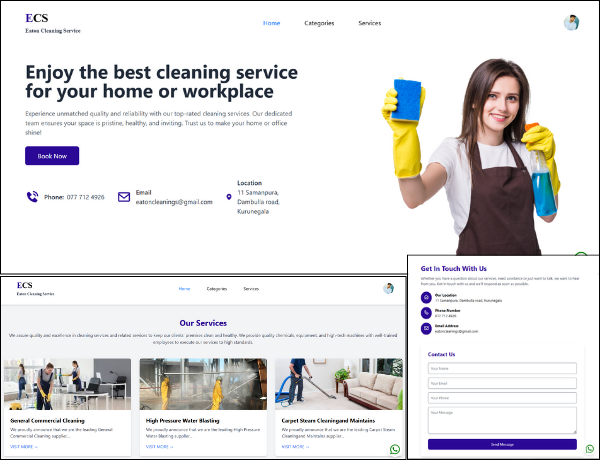 ECS
Eaton Cleaning Service
Home
Categories
Services
Enjoy the best cleaning service
for your home or workplace
Experience unmatched quality and reliability with our top-rated cleaning services. Our dedicated
team ensures your space is pristine, healthy, and inviting. Trust us to make your home or office
shine!
Book Now
Phone: 077 712 4926
Email
eatoncleanings@gmail.com
Location
11 Samanpura,
Dambulla road,
Kurunegala
ECS
Eaton Cleaning Service
Home
Categories
Services
Our Services
We assure quality and excellence in cleaning services and related services to keep our clients' premises clean and healthy. We provide quality chemicals, equipment, and high-tech machines with well-trained
employees to execute our services to high standards.
General Commercial Cleaning
We proudly announce that we are the leading General
Commercial Cleaning supplier...
VISIT MORE →
High Pressure Water Blasting
We proudly announce that we are the leading High Pressure
Water Blasting supplier...
VISIT MORE →
Carpet Steam Cleaningand Maintains
We proudly announce that we are the leading Carpet Steam
Cleaningand Maintains supplier...
VISIT MORE →
Get In Touch With Us
Whether you have a question about our services, need assistance or just want to talk, we want to hear
from you. Get in touch with us and we'll respond as soon as possible.
Our Location
11 Samanpura, Dambulla road, Kurunegala
Phone Number
077 712 4926
Email Address
eatoncleanings@gmail.com
Contact Us
Your Name
Your Email
Your Phone
Your Message
Send Message